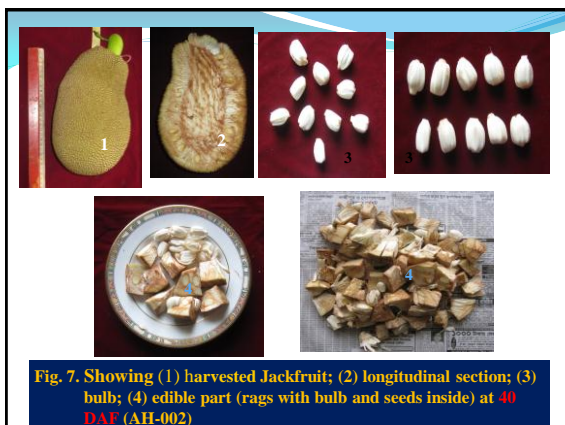 1
2
3
3
4
4
Fig. 7. Showing (1) harvested Jackfruit; (2) longitudinal section; (3)
bulb; (4) edible part (rags with bulb and seeds inside) at 40
DAF (AH-002)